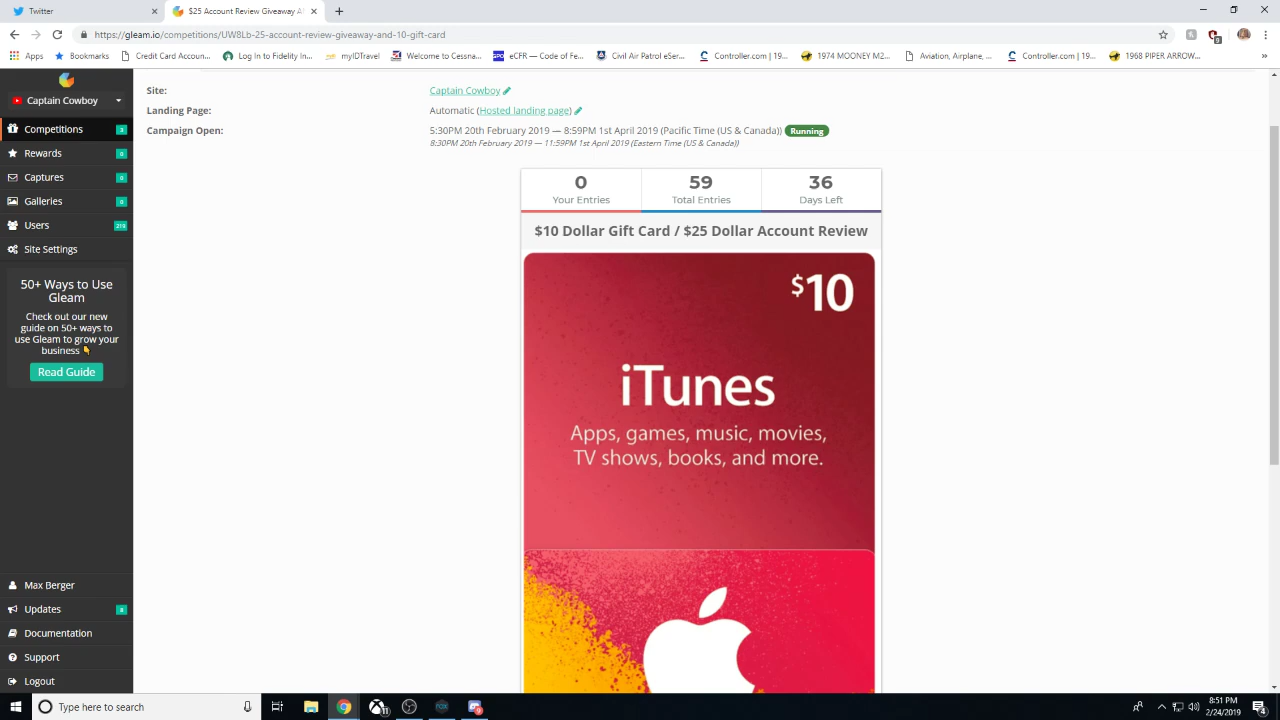 Twitter
$25 Account Review Giveaway A
https://gleam.io/competitions/UW8Lb-25-account-review-giveaway-and-10-gift-card
Apps
Credit Card Accoun...
Log In to Fidelity In...
myIDTravel
Welcome to Cessna...
eCFR — Code of Fe...
Civil Air Patrol eSer...
Controller.com | 19...
1974 MOONEY M2...
Aviation, Airplane, ...
Controller.com | 19...
1968 PIPER ARROW...
»
Captain Cowboy
Competitions 3
Rewards 0
Captures 0
Galleries 0
Users 219
Site Settings
50+ Ways to Use
Gleam
Check out our new
guide on 50+ ways to
use Gleam to grow your
business
Read Guide
Max Berger
Updates 8
Documentation
Support
Logout
Site: Captain Cowboy
Landing Page: Automatic (Hosted landing page)
Campaign Open: 5:30PM 20th February 2019 — 8:59PM 1st April 2019 (Pacific Time (US & Canada)) Running
8:30PM 20th February 2019 — 11:59PM 1st April 2019 (Eastern Time (US & Canada))
0 59 36
Your Entries Total Entries Days Left
$10 Dollar Gift Card / $25 Dollar Account Review
$10
iTunes
Apps, games, music, movies,
TV shows, books, and more.
Type here to search
8:51 PM
2/24/2019